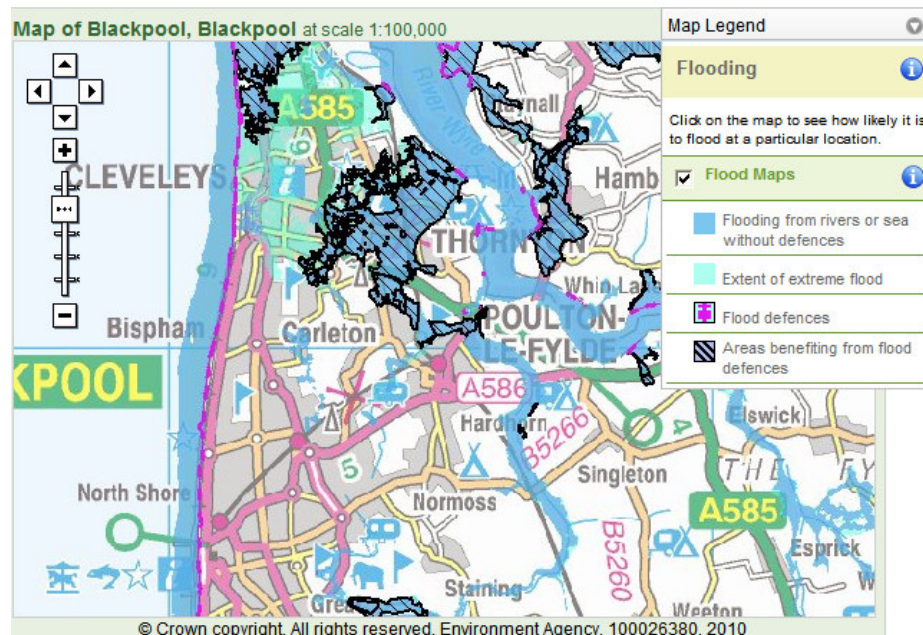 Map of Blackpool, Blackpool at scale 1:100,000
Map Legend
Flooding
Click on the map to see how likely it is
to flood at a particular location.
Flood Maps
Flooding from rivers or sea
without defences
Extent of extreme flood
Flood defences
Areas benefiting from flood
defences
A585
River
CLEVELEYS
Hamb
THORNTON
Whin La
Bispham
Carleton
POULTON-
LE-FYLDE
KPOOL
A586
Hardhorn
B5266
Elswick
4
Singleton
THE FY
5
North Shore
Normoss
A585
B5260
Esprick
Staining
Weeton
Gre
© Crown copyright. All rights reserved. Environment Agency, 100026380, 2010